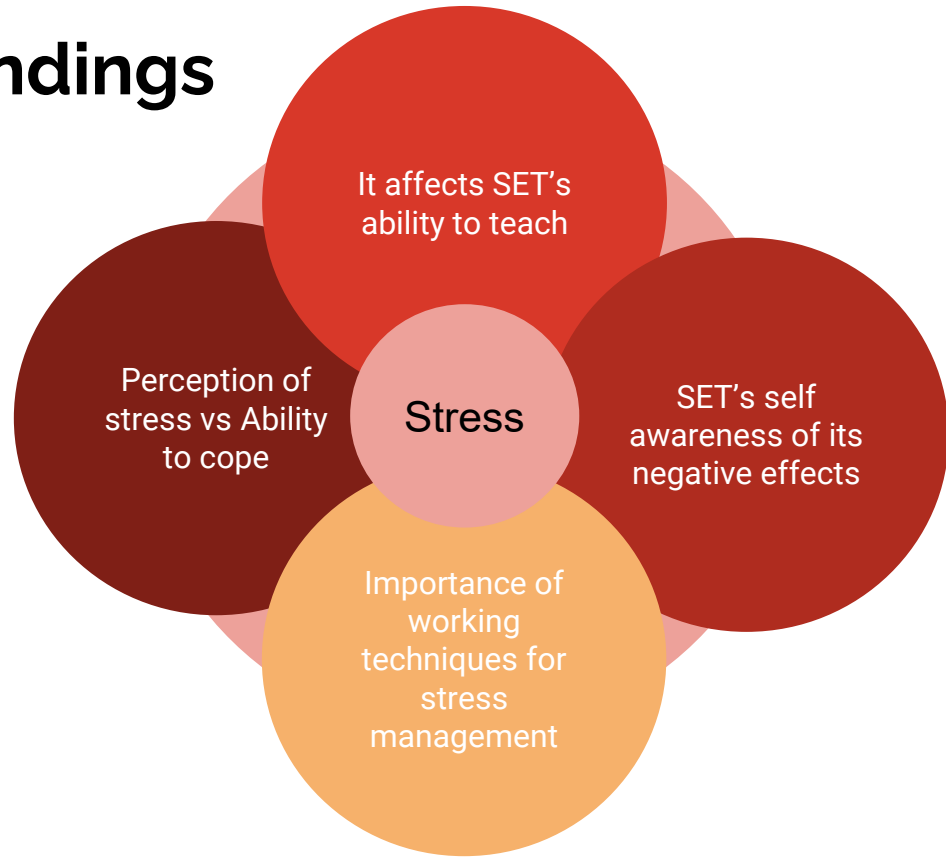 ndings
It affects SET's
ability to teach
Perception of
stress vs Ability
to cope
Stress
SET's self
awareness of its
negative effects
Importance of
working
techniques for
stress
management